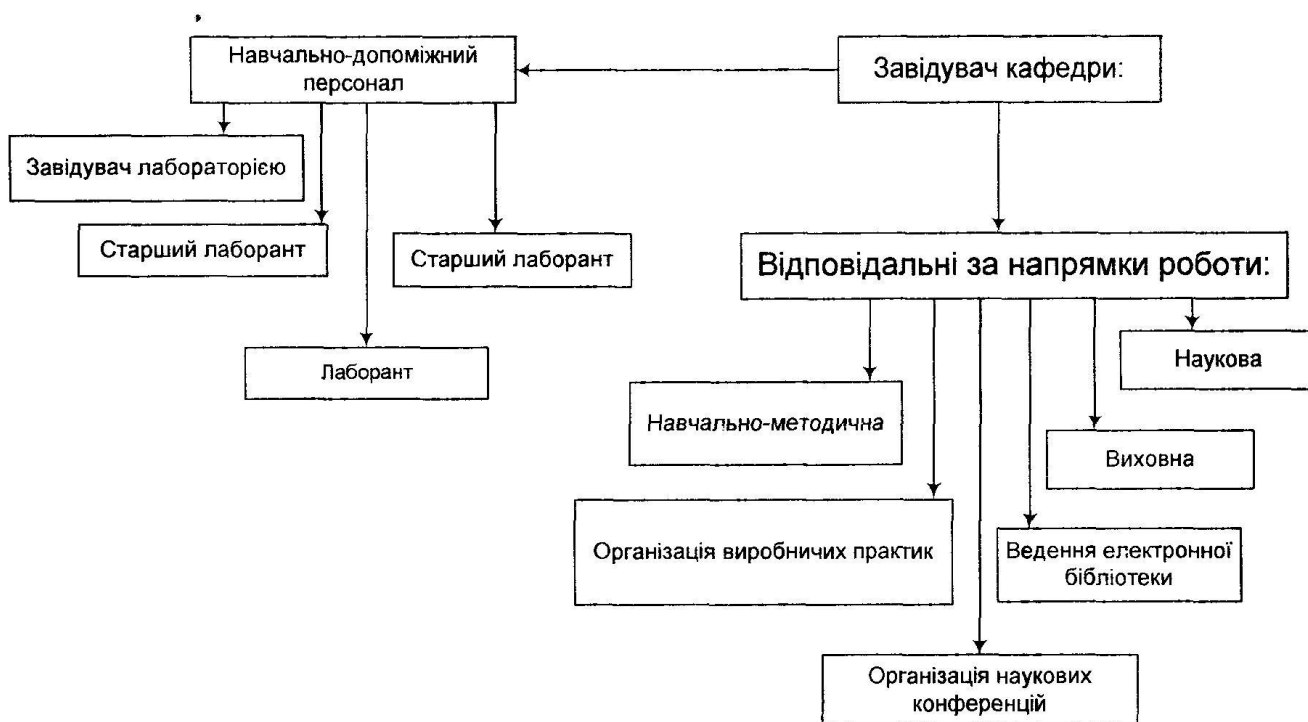 Навчально-допоміжний
персонал
Завідувач кафедри:
Завідувач лабораторією
Старший лаборант
Старший лаборант
Відповідальні за напрямки роботи:
Лаборант
Наукова
Навчально-методична
Виховна
Організація виробничих практик
Ведення електронної
бібліотеки
Організація наукових
конференцій